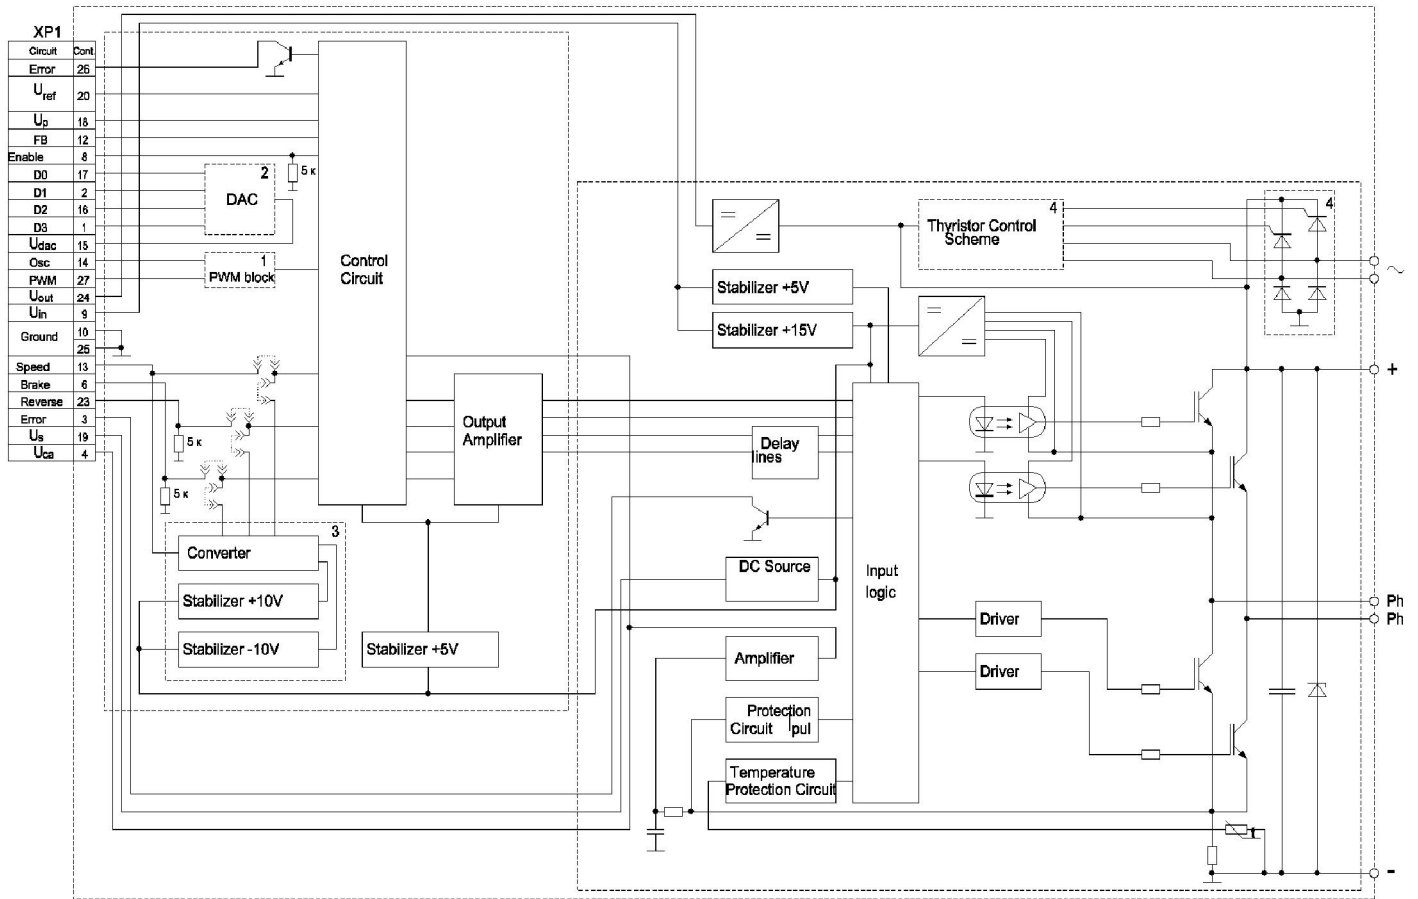 XP1
Circuit Cont.
Error 26
Uref 20
Up 18
FB 12
Enable 8
D0 17
D1 2
D2 16
D3 1
Udac 15
Osc 14
PWM 27
Uout 24
Uin 9
Ground 10
25
Speed 13
Brake 6
Reverse 23
Error 3
Us 19
Uca 4
5 к
2
DAC
1
PWM block
Control
Circuit
5 к
5 к
Output
Amplifier
3
Converter
Stabilizer +10V
Stabilizer -10V
Stabilizer +5V
4
Thyristor Control
Scheme
4
Stabilizer +5V
Stabilizer +15V
Delay
lines
DC Source
Input
logic
Amplifier
Protection
Circuit Ipul
Temperature
Protection Circuit
Driver
Driver
~
+
Ph
Ph
-